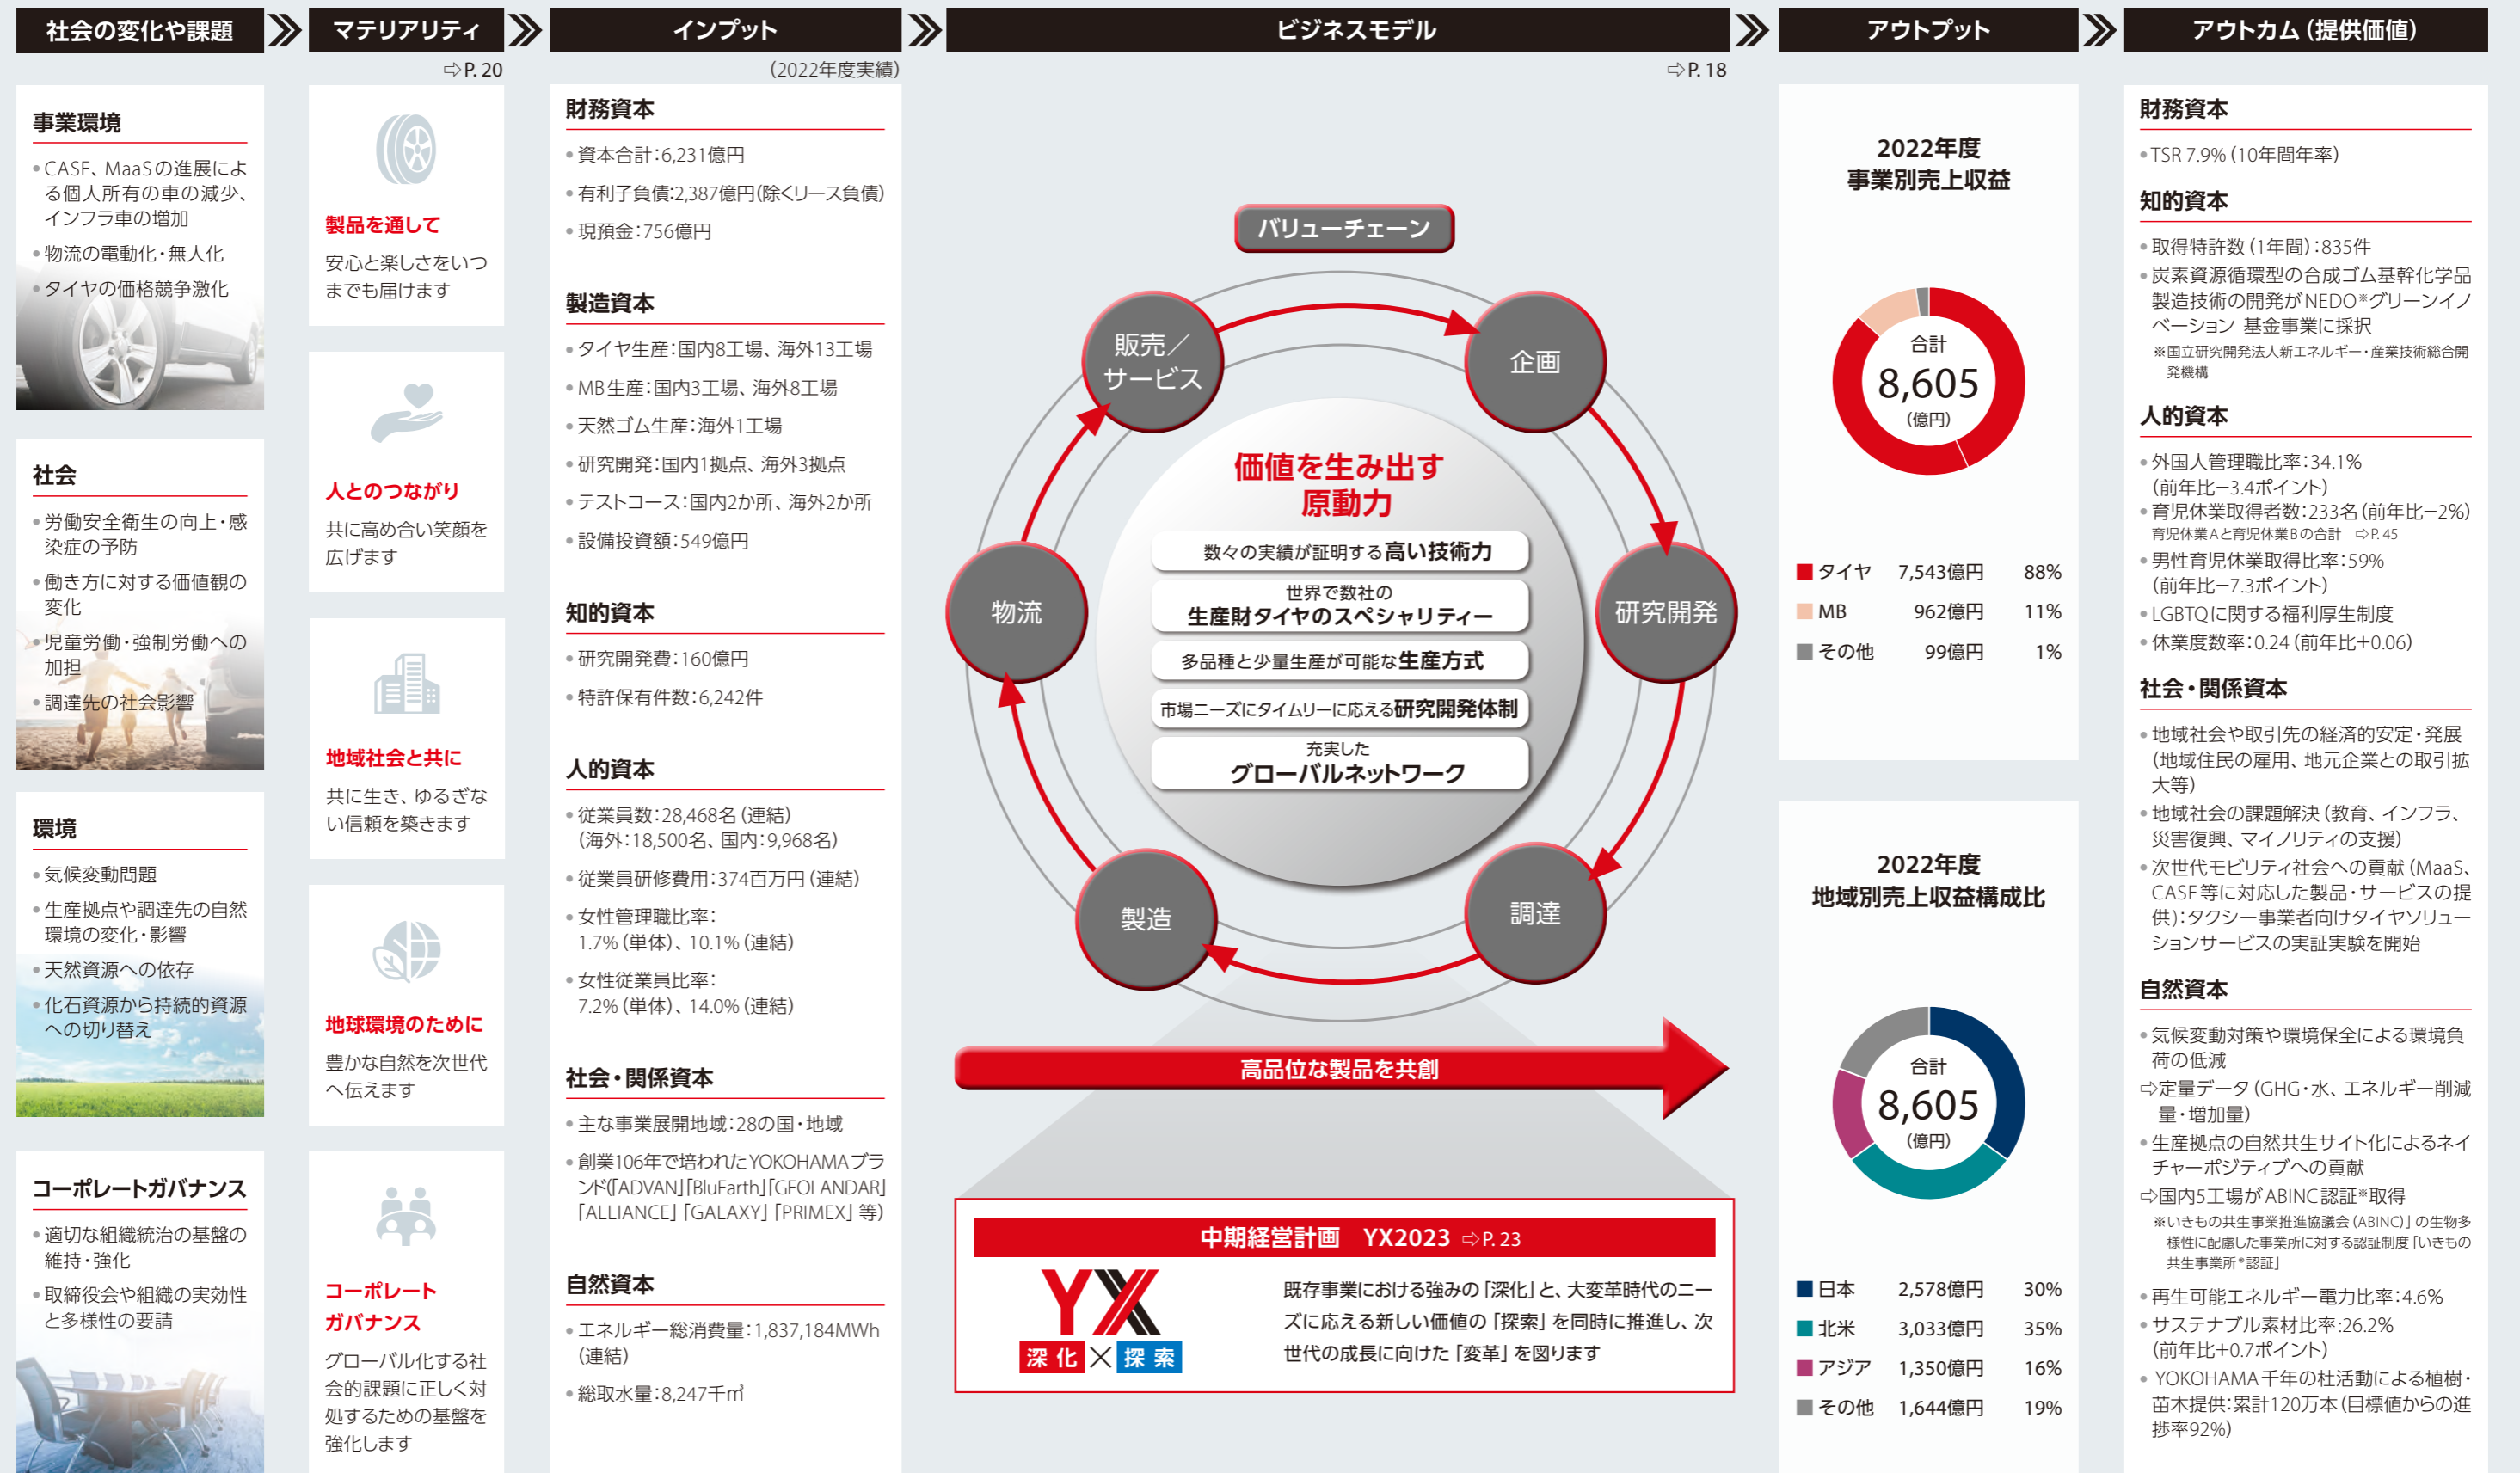 社会の変化や課題
マテリアリティ
インプット
ビジネスモデル
アウトプット
アウトカム（提供価値）
⇨P. 20
（2022年度実績）
⇨P. 18
事業環境
•CASE、MaaSの進展によ
る個人所有の車の減少、
インフラ車の増加
•物流の電動化・無人化
•タイヤの価格競争激化
社会
•労働安全衛生の向上・感
染症の予防
•働き方に対する価値観の
変化
•児童労働・強制労働への
加担
•調達先の社会影響
環境
•気候変動問題
•生産拠点や調達先の自然
環境の変化・影響
•天然資源への依存
•化石資源から持続的資源
への切り替え
コーポレートガバナンス
•適切な組織統治の基盤の
維持・強化
•取締役会や組織の実効性
と多様性の要請
製品を通して
安心と楽しさをいつ
までも届けます
人とのつながり
共に高め合い笑顔を
広げます
地域社会と共に
共に生き、ゆるぎな
い信頼を築きます
地球環境のために
豊かな自然を次世代
へ伝えます
コーポレート
ガバナンス
グローバル化する社
会的課題に正しく対
処するための基盤を
強化します
財務資本
•資本合計：6,231億円
•有利子負債：2,387億円（除くリース負債）
•現預金：756億円
製造資本
•タイヤ生産：国内8工場、海外13工場
•MB生産：国内3工場、海外8工場
•天然ゴム生産：海外1工場
•研究開発：国内1拠点、海外3拠点
•テストコース：国内2か所、海外2か所
•設備投資額：549億円
知的資本
•研究開発費：160億円
•特許保有件数：6,242件
人的資本
•従業員数：28,468名（連結）
（海外：18,500名、国内：9,968名）
•従業員研修費用：374百万円（連結）
•女性管理職比率：
1.7%（単体）、10.1%（連結）
•女性従業員比率：
7.2%（単体）、14.0%（連結）
社会・関係資本
•主な事業展開地域：28の国・地域
•創業106年で培われたYOKOHAMAブラ
ンド（「ADVAN」「BluEarth」「GEOLANDAR」
「ALLIANCE」「GALAXY」「PRIMEX」等）
自然資本
•エネルギー総消費量：1,837,184MWh
（連結）
•総取水量：8,247千㎥
バリューチェーン
販売／
サービス
企画
研究開発
調達
製造
物流
価値を生み出す
原動力
数々の実績が証明する高い技術力
世界で数社の
生産財タイヤのスペシャリティー
多品種と少量生産が可能な生産方式
市場ニーズにタイムリーに応える研究開発体制
充実した
グローバルネットワーク
高品位な製品を共創
中期経営計画　YX2023 ⇨P. 23
YX
深化×探索
既存事業における強みの「深化」と、大変革時代のニー
ズに応える新しい価値の「探索」を同時に推進し、次
世代の成長に向けた「変革」を図ります
2022年度
事業別売上収益
合計
8,605
（億円）
タイヤ 7,543億円 88%
MB 962億円 11%
その他 99億円 1%
2022年度
地域別売上収益構成比
合計
8,605
（億円）
日本 2,578億円 30%
北米 3,033億円 35%
アジア 1,350億円 16%
その他 1,644億円 19%
財務資本
•TSR 7.9%（10年間年率）
知的資本
•取得特許数（1年間）：835件
•炭素資源循環型の合成ゴム基幹化学品
製造技術の開発がNEDO※グリーンイノ
ベーション 基金事業に採択
※国立研究開発法人新エネルギー・産業技術総合開
発機構
人的資本
•外国人管理職比率：34.1%
（前年比−3.4ポイント）
•育児休業取得者数：233名（前年比−2%）
育児休業Aと育児休業Bの合計 ⇨P. 45
•男性育児休業取得比率：59%
（前年比−7.3ポイント）
•LGBTQに関する福利厚生制度
•休業度数率：0.24（前年比+0.06）
社会・関係資本
•地域社会や取引先の経済的安定・発展
（地域住民の雇用、地元企業との取引拡
大等）
•地域社会の課題解決（教育、インフラ、
災害復興、マイノリティの支援）
•次世代モビリティ社会への貢献（MaaS、
CASE等に対応した製品・サービスの提
供）：タクシー事業者向けタイヤソリュー
ションサービスの実証実験を開始
自然資本
•気候変動対策や環境保全による環境負
荷の低減
⇨定量データ（GHG・水、エネルギー削減
量・増加量）
•生産拠点の自然共生サイト化によるネイ
チャーポジティブへの貢献
⇨国内5工場がABINC認証※取得
※いきもの共生事業推進協議会（ABINC）」の生物多
様性に配慮した事業所に対する認証制度「いきもの
共生事業所®認証」
•再生可能エネルギー電力比率：4.6%
•サステナブル素材比率：26.2%
（前年比+0.7ポイント）
•YOKOHAMA千年の杜活動による植樹・
苗木提供：累計120万本（目標値からの進
捗率92%）